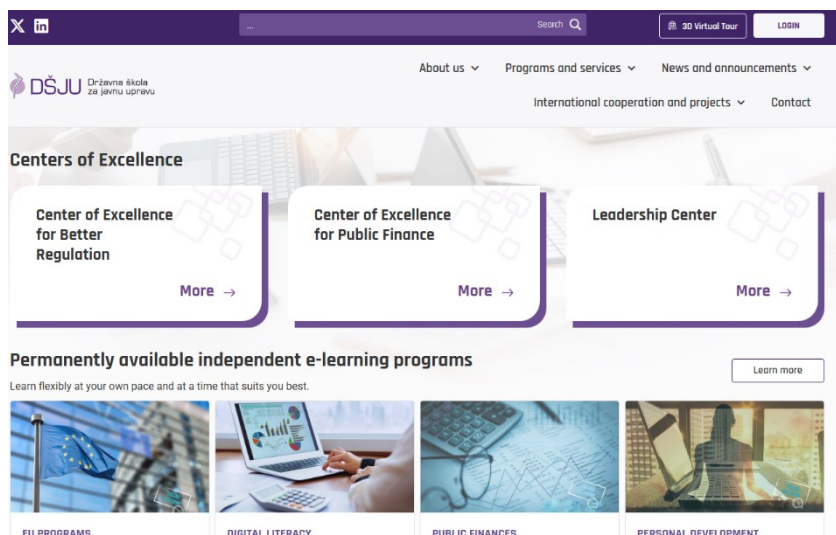 X in
... Search
3D Virtual Tour
LOGIN
DŠJU Državna škola
za javnu upravu
About us
Programs and services
News and announcements
International cooperation and projects
Contact
Centers of Excellence
Center of Excellence
for Better
Regulation
More →
Center of Excellence
for Public Finance
More →
Leadership Center
More →
Permanently available independent e-learning programs
Learn more
Learn flexibly at your own pace and at a time that suits you best.
EU PROGRAMS
DIGITAL LITERACY
PUBLIC FINANCES
PERSONAL DEVELOPMENT